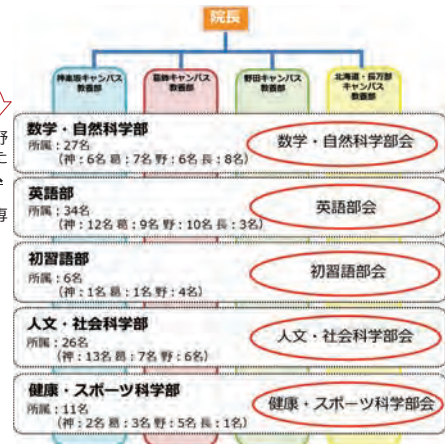 院長
神楽坂キャンパス
教養部
葛飾キャンパス
教養部
野田キャンパス
教養部
北海道・長万部
キャンパス
教養部
数学・自然科学部
所属：27名
（神：6名 葛：7名 野：6名 長：8名）
数学・自然科学部会
英語部
所属：34名
（神：12名 葛：9名 野：10名 長：3名）
英語部会
初習語部
所属：6名
（神：1名 葛：1名 野：4名）
初習語部会
人文・社会科学部
所属：26名
（神：13名 葛：7名 野：6名）
人文・社会科学部会
健康・スポーツ科学部
所属：11名
（神：2名 葛：3名 野：5名 長：1名）
健康・スポーツ科学部会
野
専